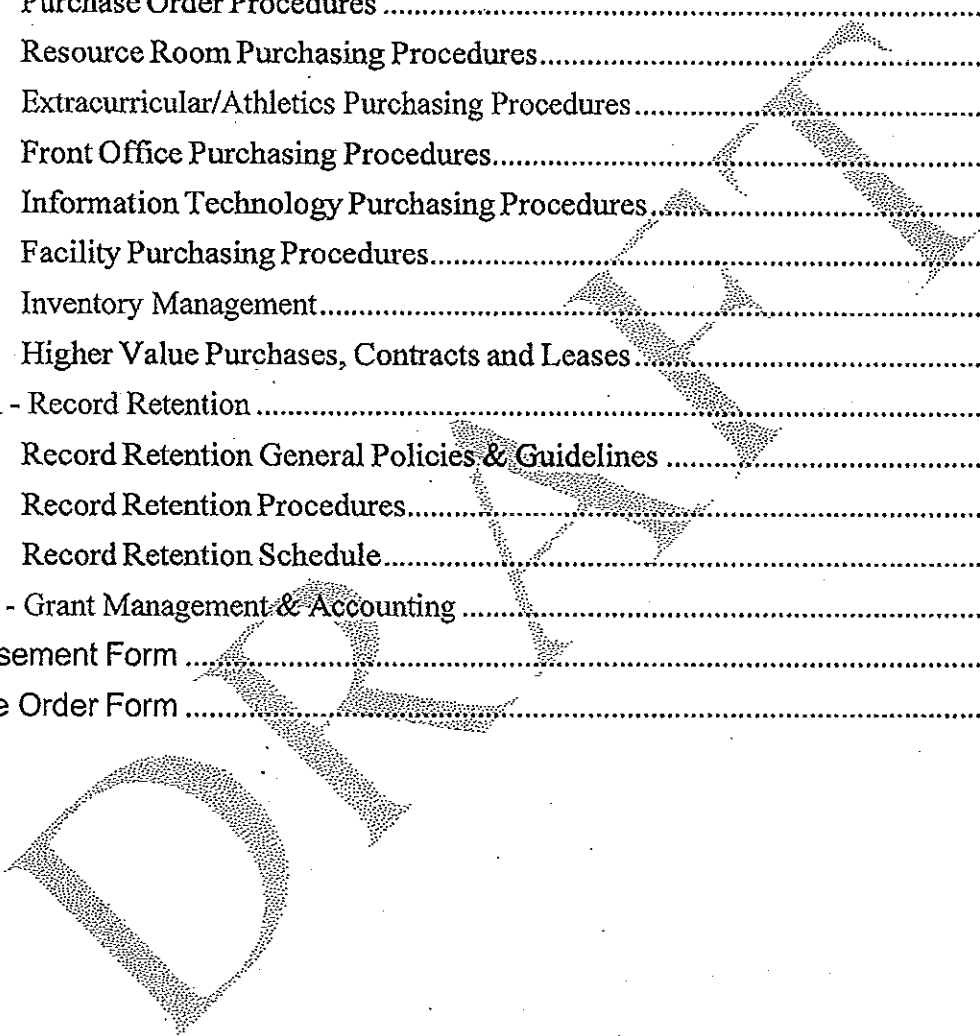 Purchase Order Procedures ..........
Resource Room Purchasing Procedures..........
Extracurricular/Athletics Purchasing Procedures..........
Front Office Purchasing Procedures..........
Information Technology Purchasing Procedures..........
Facility Purchasing Procedures..........
Inventory Management..........
Higher Value Purchases, Contracts and Leases..........
- Record Retention ..........
Record Retention General Policies & Guidelines ..........
Record Retention Procedures..........
Record Retention Schedule..........
- Grant Management & Accounting ..........
sement Form ..........
e Order Form ..........
DRAFT